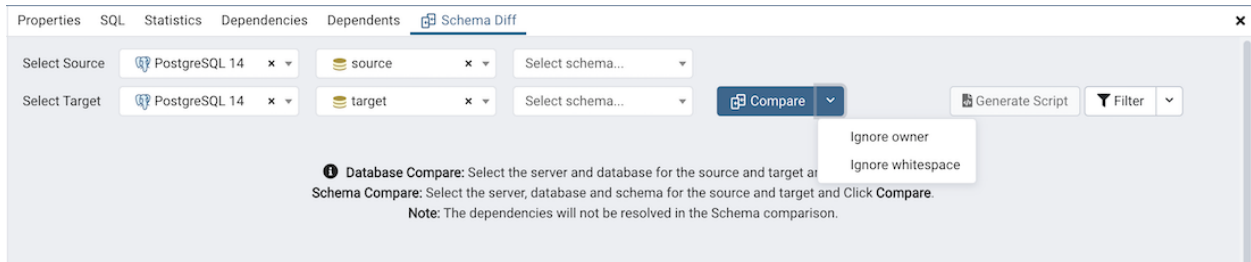 Properties SQL Statistics Dependencies Dependents Schema Diff
Select Source PostgreSQL 14 source Select schema...
Select Target PostgreSQL 14 target Select schema... Compare Generate Script Filter
Ignore owner
Ignore whitespace
Database Compare: Select the server and database for the source and target
Schema Compare: Select the server, database and schema for the source and target and Click Compare.
Note: The dependencies will not be resolved in the Schema comparison.